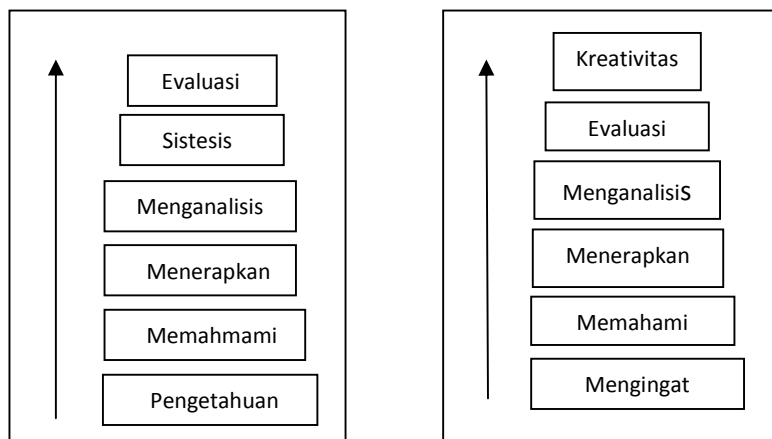 Evaluasi
Sistesis
Menganalisis
Menerapkan
Memahmami
Pengetahuan
Kreativitas
Evaluasi
Menganalisis
Menerapkan
Memahami
Mengingat